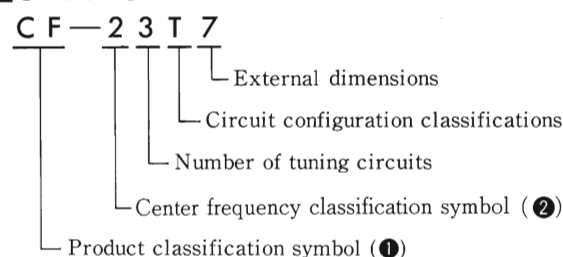 CF—23T7
External dimensions
Circuit configuration classifications
Number of tuning circuits
Center frequency classification symbol (❷)
Product classification symbol (❶)